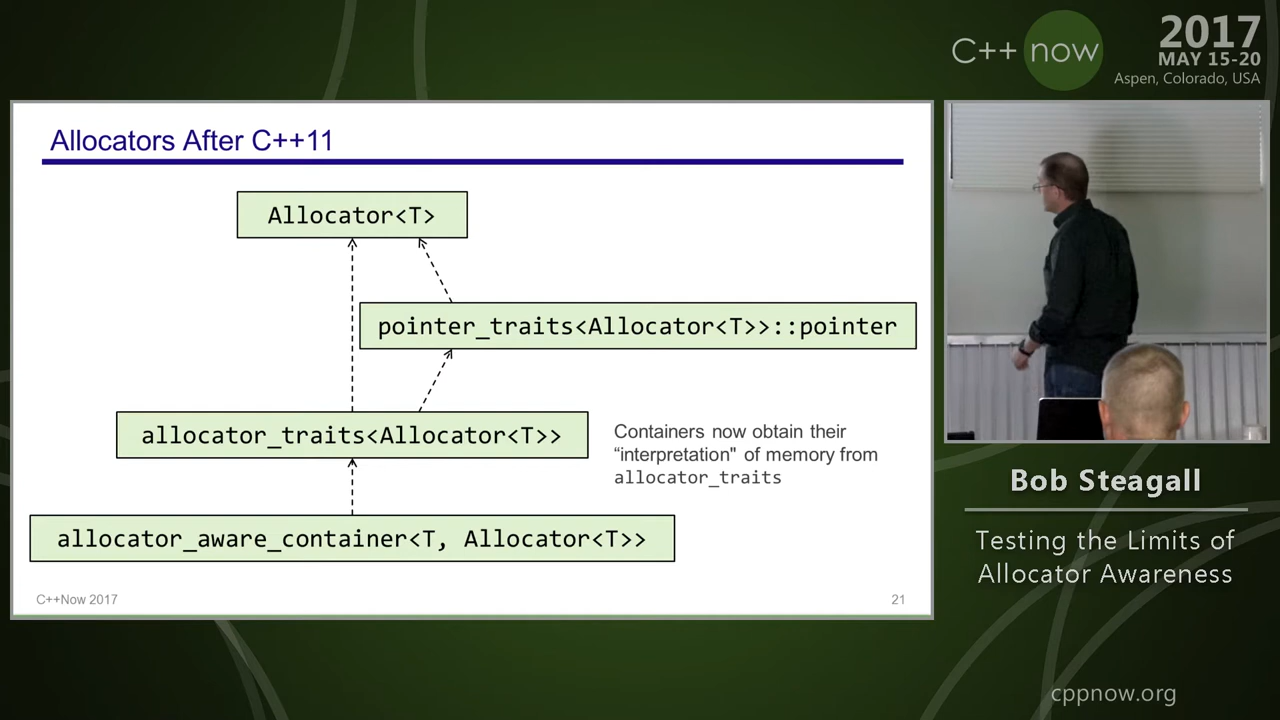 C++ now
2017
MAY 15-20
Aspen, Colorado, USA
Allocators After C++11
Allocator<T>
pointer_traits<Allocator<T>>::pointer
allocator_traits<Allocator<T>>
Containers now obtain their
“interpretation" of memory from
allocator_traits
allocator_aware_container<T, Allocator<T>>
C++Now 2017
21
Bob Steagall
Testing the Limits of
Allocator Awareness
cppnow.org